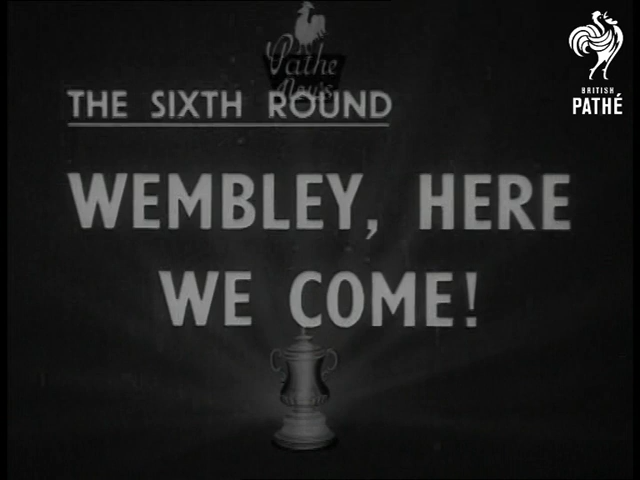 Pathe
News
THE SIXTH ROUND
WEMBLEY, HERE
WE COME!
BRITISH
PATHÉ